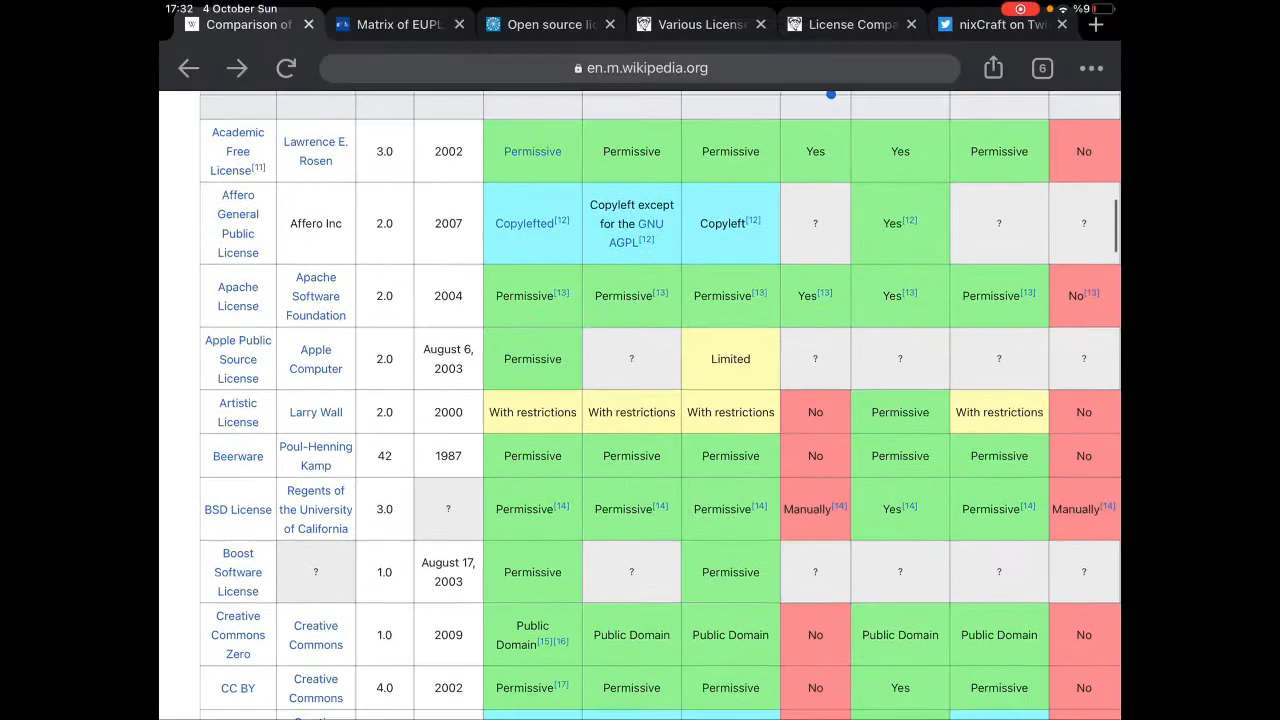 17:32 4 October Sun %9
Comparison of
Matrix of EUPL
Open source lic
Various License
License Compa
nixCraft on Twi
en.m.wikipedia.org
6
Academic Free License[11] Lawrence E. Rosen 3.0 2002 Permissive Permissive Permissive Yes Yes Permissive No
Affero General Public License Affero Inc 2.0 2007 Copylefted[12] Copyleft except for the GNU AGPL[12] Copyleft[12] ? Yes[12] ? ?
Apache License Apache Software Foundation 2.0 2004 Permissive[13] Permissive[13] Permissive[13] Yes[13] Yes[13] Permissive[13] No[13]
Apple Public Source License Apple Computer 2.0 August 6, 2003 Permissive ? Limited ? ? ? ?
Artistic License Larry Wall 2.0 2000 With restrictions With restrictions With restrictions No Permissive With restrictions No
Beerware Poul-Henning Kamp 42 1987 Permissive Permissive Permissive No Permissive Permissive No
BSD License Regents of the University of California 3.0 ? Permissive[14] Permissive[14] Permissive[14] Manually[14] Yes[14] Permissive[14] Manually[14]
Boost Software License ? 1.0 August 17, 2003 Permissive ? Permissive ? ? ? ?
Creative Commons Zero Creative Commons 1.0 2009 Public Domain[15][16] Public Domain Public Domain No Public Domain Public Domain No
CC BY Creative Commons 4.0 2002 Permissive[17] Permissive Permissive No Yes Permissive No